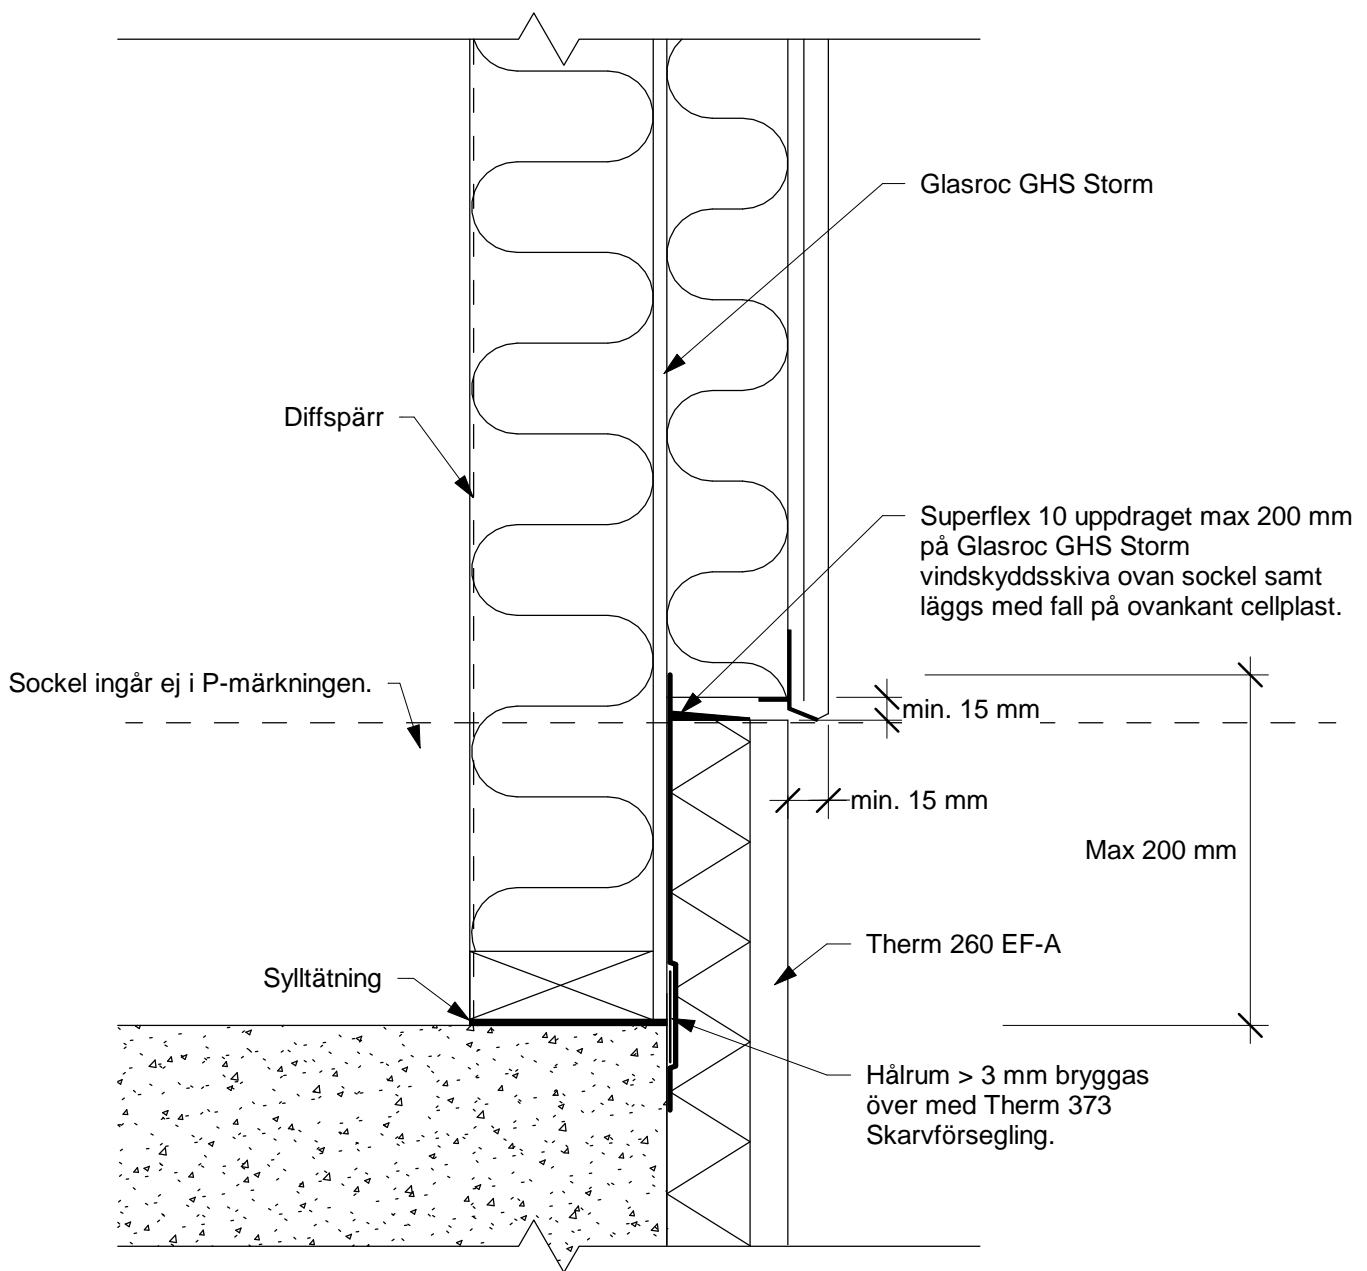 Glasroc GHS Storm
Diffspärr
Superflex 10 uppdraget max 200 mm
på Glasroc GHS Storm
vindskyddsskiva ovan sockel samt
läggs med fall på ovankant cellplast.
Sockel ingår ej i P-märkningen.
min. 15 mm
min. 15 mm
Max 200 mm
Therm 260 EF-A
Sylltätning
Hålrum > 3 mm bryggas
över med Therm 373
Skarvförsegling.